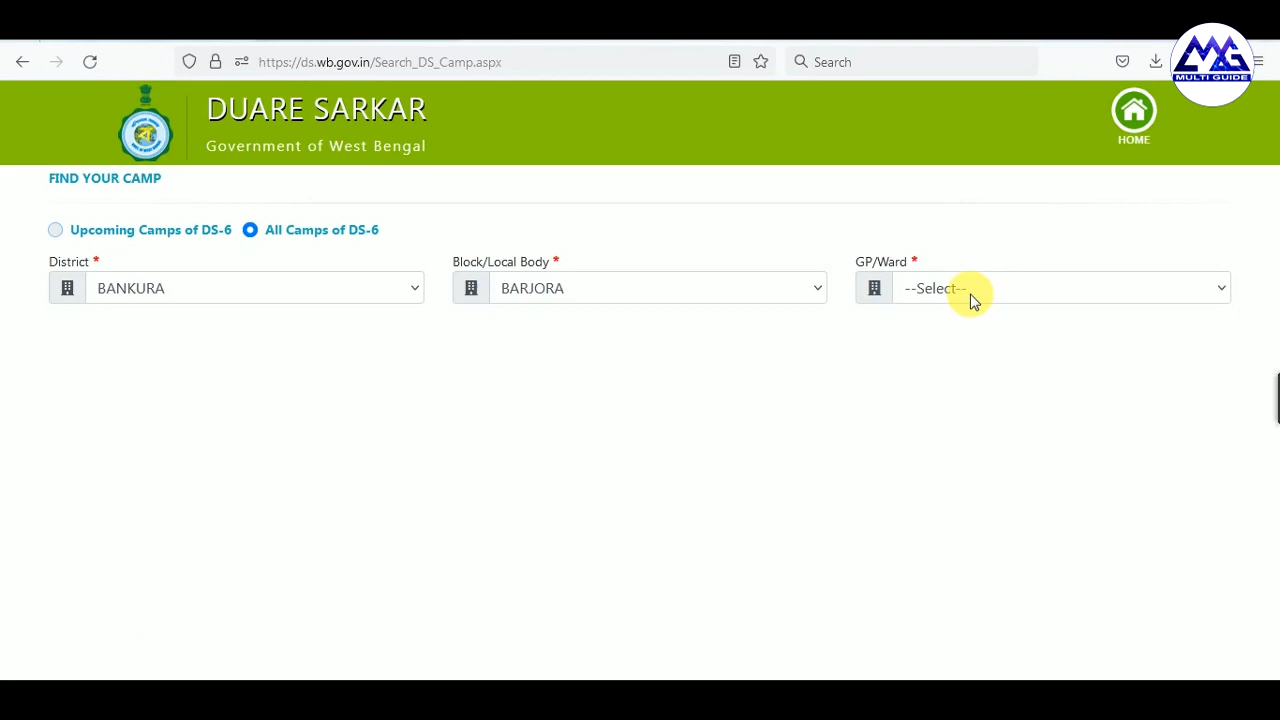 MULTI GUIDE
https://ds.wb.gov.in/Search_DS_Camp.aspx
Search
DUARE SARKAR
Government of West Bengal
HOME
FIND YOUR CAMP
Upcoming Camps of DS-6
All Camps of DS-6
District *
Block/Local Body *
GP/Ward *
BANKURA
BARJORA
--Select--